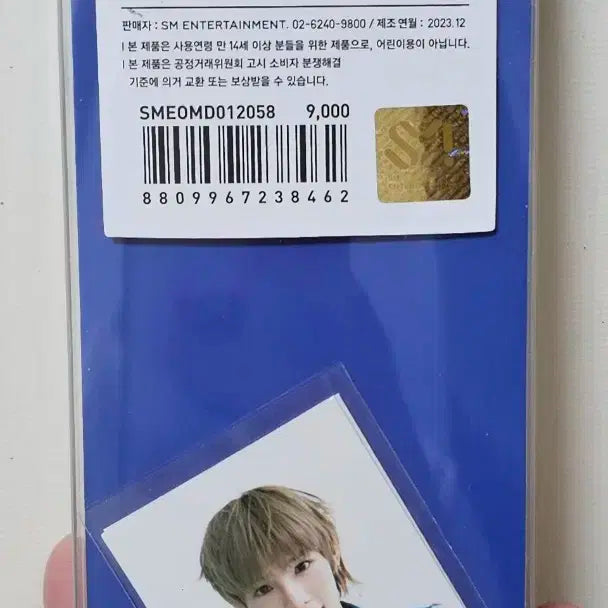 판매자 : SM ENTERTAINMENT. 02-6240-9800 / 제조 연월 : 2023.12
I 본 제품은 사용연령 만 14세 이상 분들을 위한 제품으로, 어린이용이 아닙니다.
I 본 제품은 공정거래위원회 고시 소비자 분쟁해결
기준에 의거 교환 또는 보상받을 수 있습니다.
SMEOMD012058 9,000
8809967238462